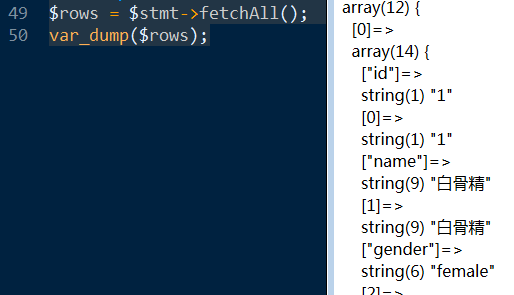 49 $rows = $stmt->fetchAll();
50 var_dump($rows);
array(12) {
[0]=>
array(14) {
["id"]=>
string(1) "1"
[0]=>
string(1) "1"
["name"]=>
string(9) "白骨精"
[1]=>
string(9) "白骨精"
["gender"]=>
string(6) "female"
[2]=>